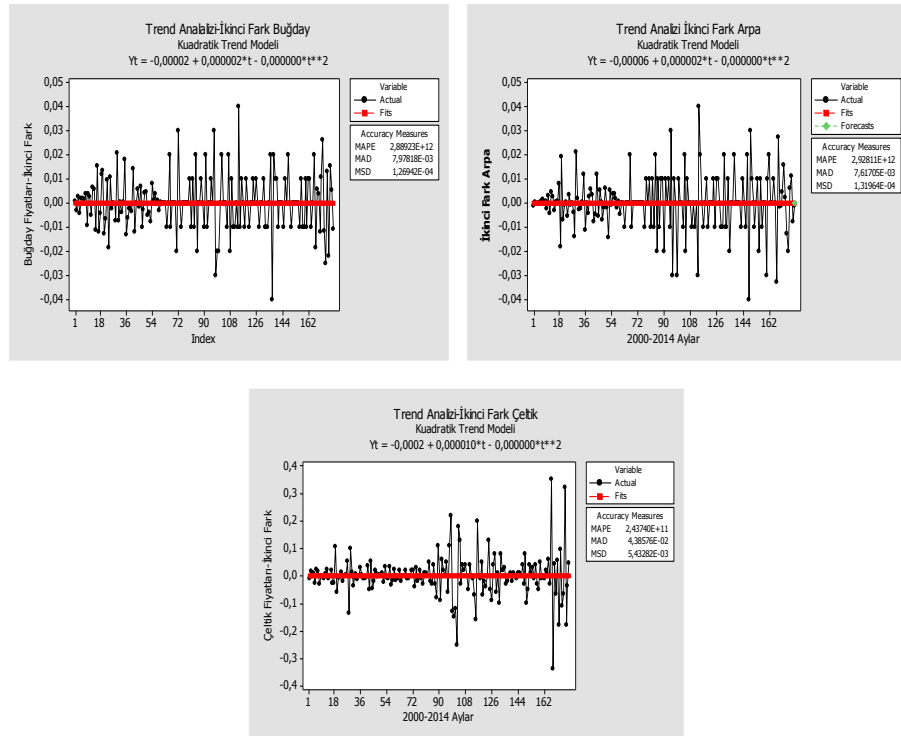 Trend Analalizi-İkinci Fark Buğday
Kuadratik Trend Modeli
Yt = -0,00002 + 0,000002*t - 0,000000*t**2
Buğday Fiyatları-İkinci Fark
0,05
0,04
0,03
0,02
0,01
0,00
-0,01
-0,02
-0,03
-0,04
1 18 36 54 72 90 108 126 144 162
Index
Variable
Actual
Fits
Accuracy Measures
MAPE 2,88923E+12
MAD 7,97818E-03
MSD 1,26942E-04
Trend Analizi İkinci Fark Arpa
Kuadratik Trend Modeli
Yt = -0,00006 + 0,000002*t - 0,000000*t**2
İkinci Fark Arpa
0,05
0,04
0,03
0,02
0,01
0,00
-0,01
-0,02
-0,03
-0,04
1 18 36 54 72 90 108 126 144 162
2000-2014 Aylar
Variable
Actual
Fits
Forecasts
Accuracy Measures
MAPE 2,92811E+12
MAD 7,61705E-03
MSD 1,31964E-04
Trend Analizi-İkinci Fark Çeltik
Kuadratik Trend Modeli
Yt = -0,0002 + 0,000010*t - 0,000000*t**2
Çeltik Fiyatları-İkinci Fark
0,4
0,3
0,2
0,1
0,0
-0,1
-0,2
-0,3
-0,4
1 18 36 54 72 90 108 126 144 162
2000-2014 Aylar
Variable
Actual
Fits
Accuracy Measures
MAPE 2,43740E+11
MAD 4,38576E-02
MSD 5,43282E-03